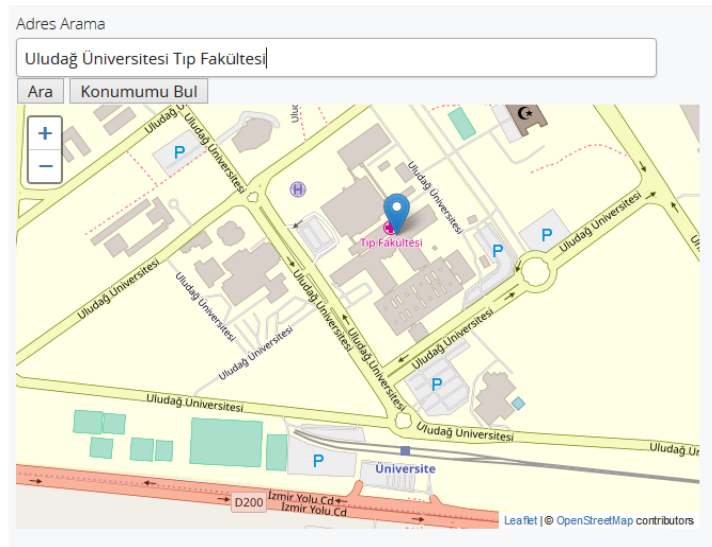 Adres Arama
Uludağ Üniversitesi Tıp Fakültesi
Ara
Konumumu Bul
+
−
Uludağ Üniversitesi
P
H
Uludağ Üniversitesi
Tıp Fakültesi
P
P
Uludağ Üniversitesi
Uludağ Üniversitesi
Uludağ Üniversitesi
Uludağ Üniversitesi
Uludağ Üniversitesi
Uludağ Üniversitesi
Uludağ Üniversitesi
P
Uludağ Üniversitesi
Uludağ Üniversitesi
P
Üniversite
D200
İzmir Yolu Cd
İzmir Yolu Cd
Leaflet | © OpenStreetMap contributors